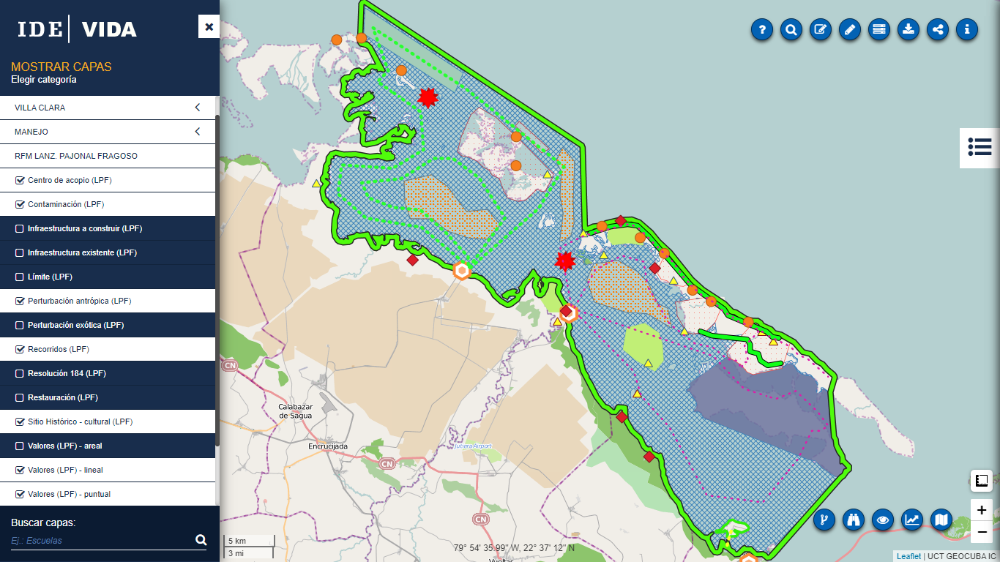 IDE | VIDA
MOSTRAR CAPAS
Elegir categoría
VILLA CLARA
MANEJO
RFM LANZ. PAJONAL FRAGOSO
Centro de acopio (LPF)
Contaminación (LPF)
Infraestructura a construir (LPF)
Infraestructura existente (LPF)
Límite (LPF)
Perturbación antrópica (LPF)
Perturbación exótica (LPF)
Recorridos (LPF)
Resolución 184 (LPF)
Restauración (LPF)
Sitio Histórico - cultural (LPF)
Valores (LPF) - areal
Valores (LPF) - lineal
Valores (LPF) - puntual
Buscar capas:
Ej.: Escuelas
?
i
CN
Calabazar
de Sagua
Encrucijada
Jutiera Airport
CN
CN
5 km
3 mi
79° 54' 35.99" W, 22° 37' 12" N
Vueltas
+
−
Leaflet | UCT GEOCUBA IC